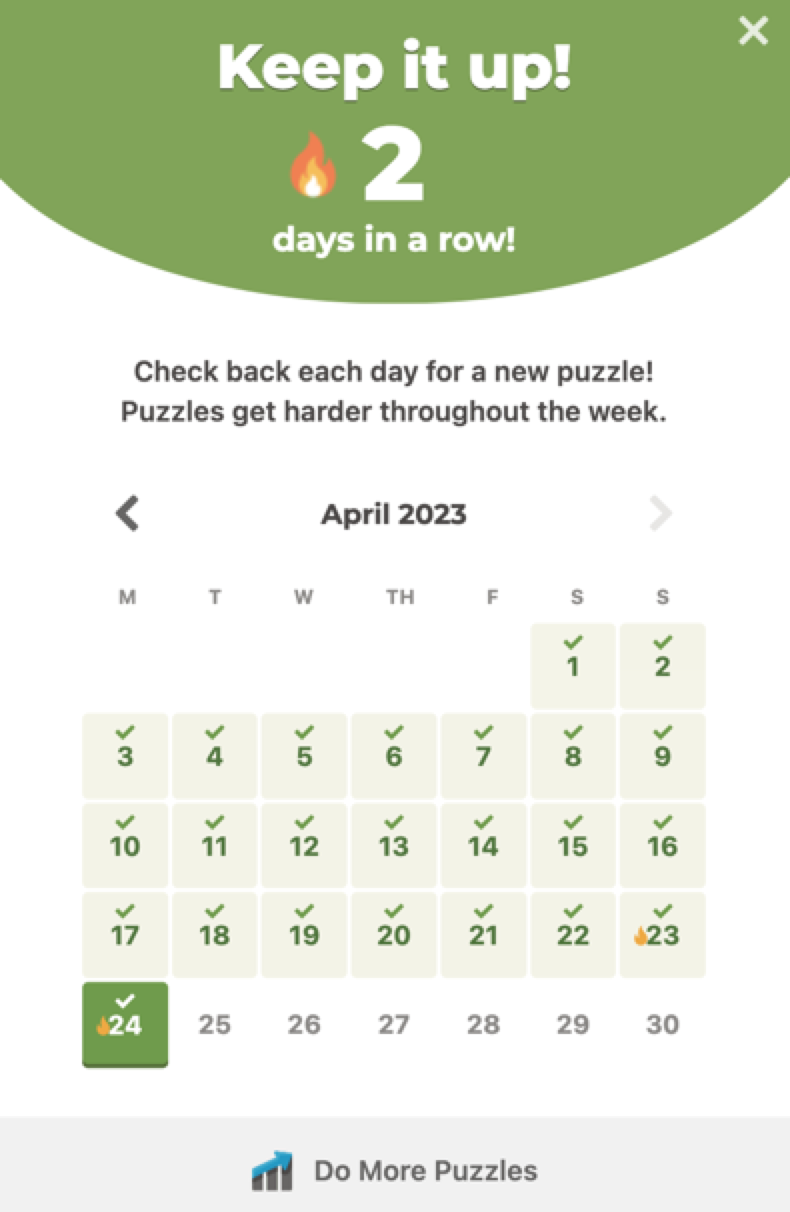 Keep it up!
2
days in a row!
Check back each day for a new puzzle!
Puzzles get harder throughout the week.
April 2023
M T W TH F S S
1 2
3 4 5 6 7 8 9
10 11 12 13 14 15 16
17 18 19 20 21 22 23
24 25 26 27 28 29 30
Do More Puzzles